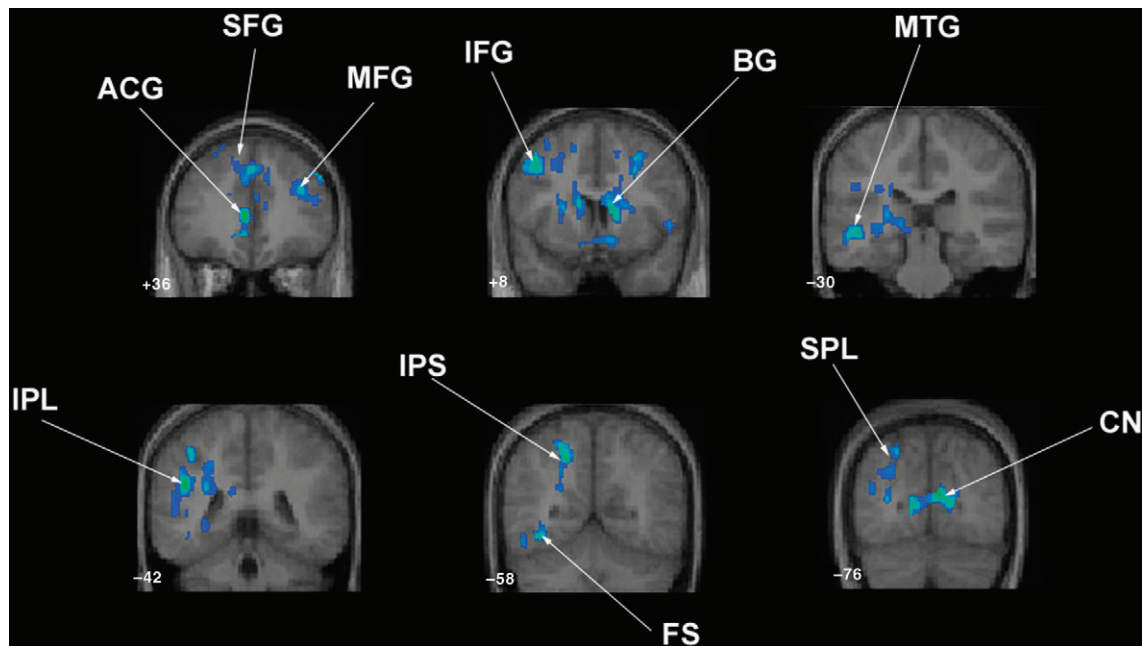 SFG
ACG
MFG
IFG
BG
MTG
+36
+8
−30
IPL
IPS
SPL
CN
−42
−58
−76
FS